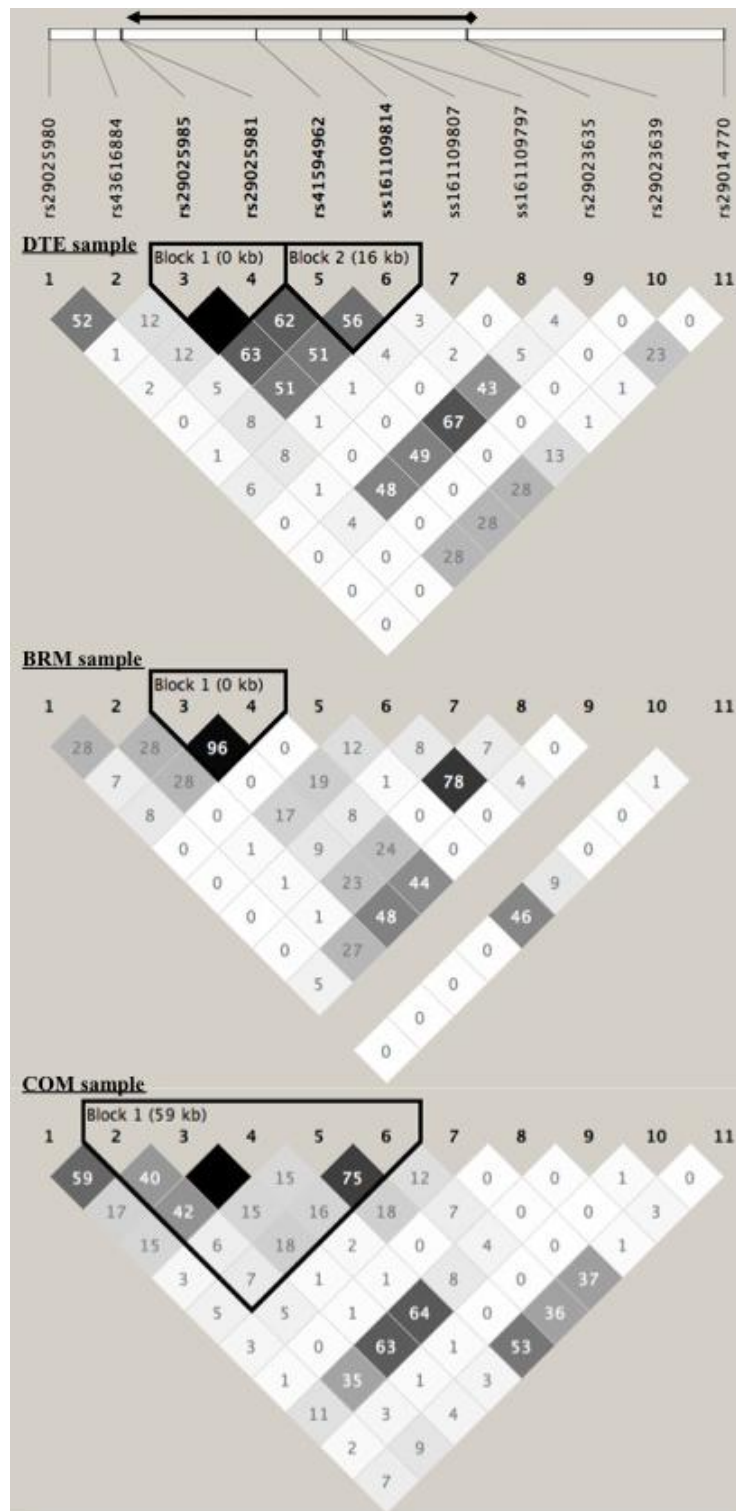 rs29025980
rs43616884
rs29025985
rs29025981
rs41594962
ss161109814
ss161109807
ss161109797
rs29023635
rs29023639
rs29014770
DTE sample
Block 1 (0 kb) Block 2 (16 kb)
1 2 3 4 5 6 7 8 9 10 11
52 12 62 56 3 0 4 0 0
1 12 63 51 4 2 5 0 23
2 5 51 1 0 43 0 1
0 8 1 0 67 0 1
1 8 0 49 0 13
6 1 48 0 28
0 4 0 28
0 0 28
0 0
0
BRM sample
Block 1 (0 kb)
1 2 3 4 5 6 7 8 9 10 11
28 28 96 0 12 8 7 0
7 28 0 19 1 78 4 1
8 0 17 8 0 0 0
0 1 9 24 0 0
0 1 23 44 9
0 1 48 46
0 27 0
5 0
0
0
COM sample
Block 1 (59 kb)
1 2 3 4 5 6 7 8 9 10 11
59 40 15 75 12 0 0 1 0
17 42 15 16 18 7 0 0 3
15 6 18 2 0 4 0 1
3 7 1 1 8 0 37
5 5 1 64 0 36
3 0 63 1 53
1 35 1 3
11 3 4
2 9
7